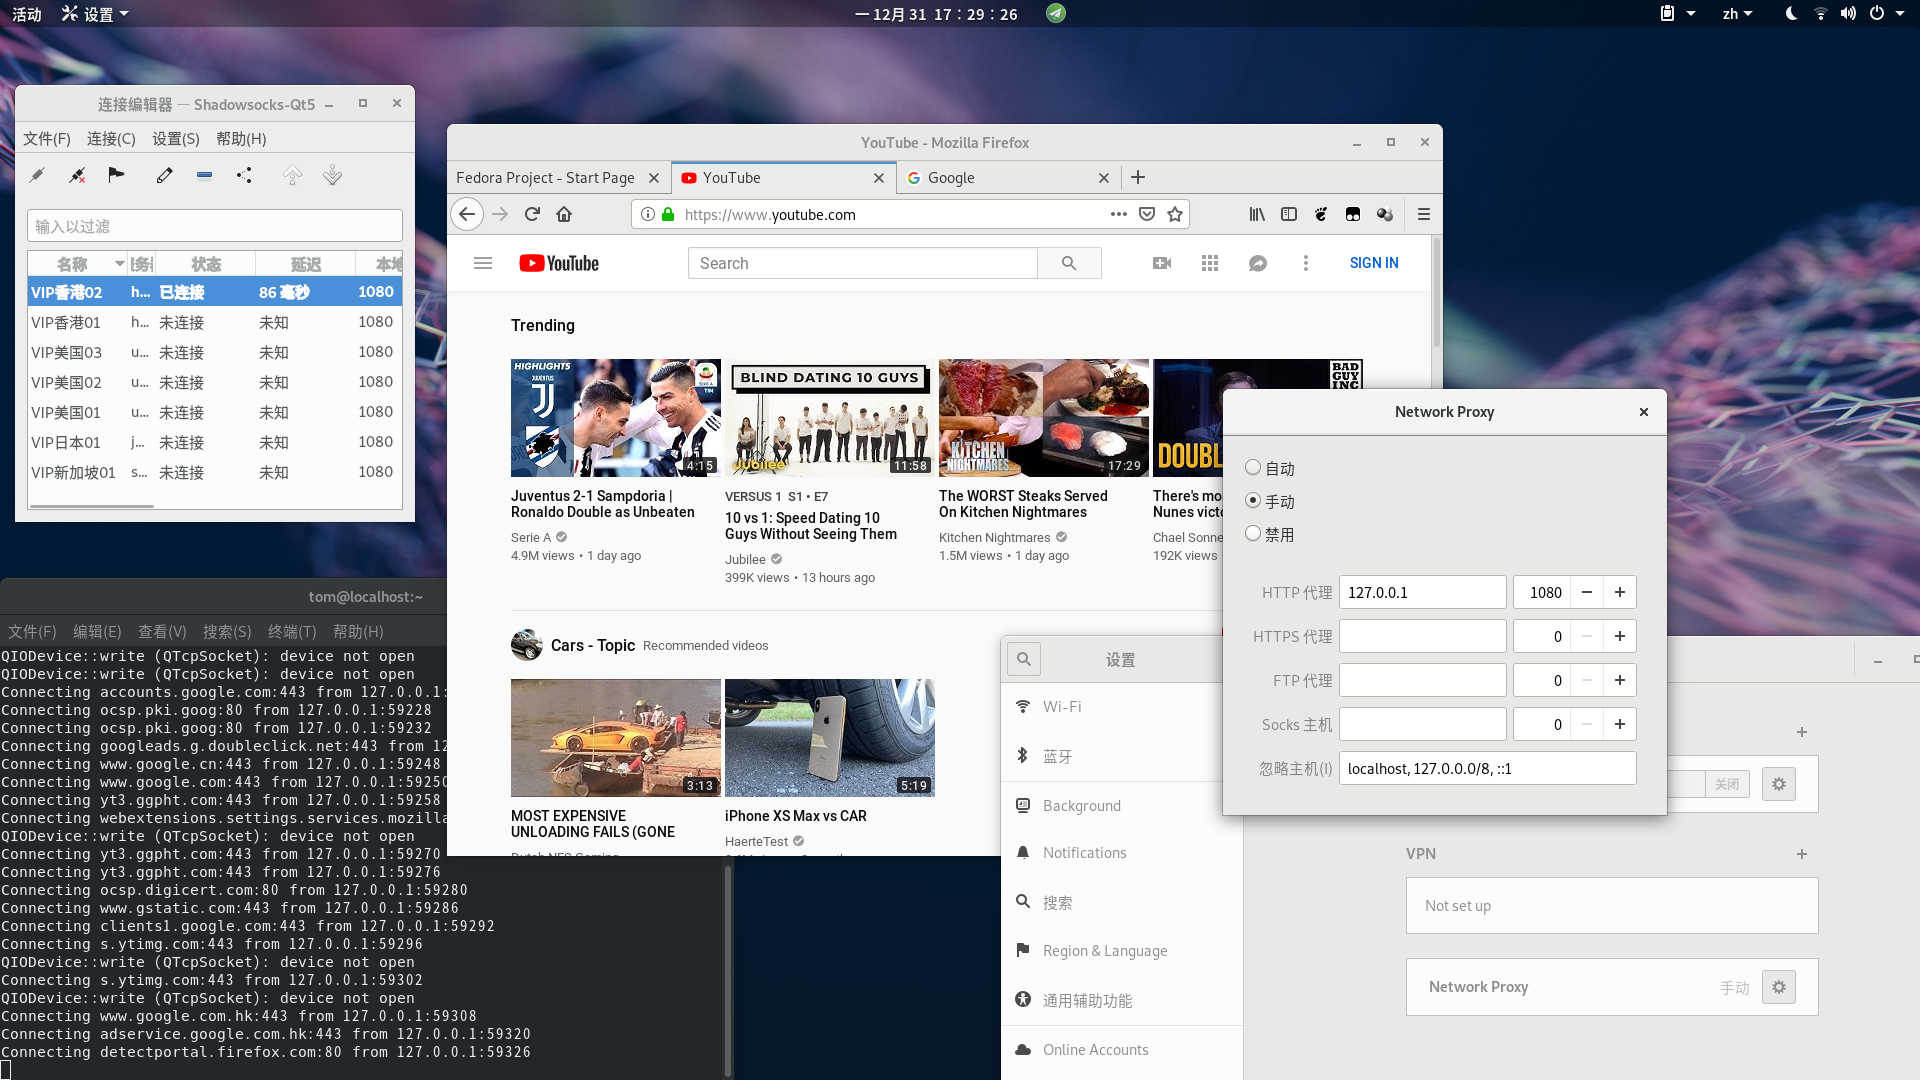 活动 设置
一 12月 31 17：29：26
zh
连接编辑器 — Shadowsocks-Qt5
文件(F) 连接(C) 设置(S) 帮助(H)
输入以过滤
名称 状态 延迟 本地
VIP香港02 h... 已连接 86 毫秒 1080
VIP香港01 h... 未连接 未知 1080
VIP美国03 u... 未连接 未知 1080
VIP美国02 u... 未连接 未知 1080
VIP美国01 u... 未连接 未知 1080
VIP日本01 j... 未连接 未知 1080
VIP新加坡01 s... 未连接 未知 1080
tom@localhost:~
文件(F) 编辑(E) 查看(V) 搜索(S) 终端(T) 帮助(H)
QIODevice::write (QTcpSocket): device not open
QIODevice::write (QTcpSocket): device not open
Connecting accounts.google.com:443 from 127.0.0.1:
Connecting ocsp.pki.goog:80 from 127.0.0.1:59228
Connecting ocsp.pki.goog:80 from 127.0.0.1:59232
Connecting googleads.g.doubleclick.net:443 from 12
Connecting www.google.cn:443 from 127.0.0.1:59248
Connecting www.google.com:443 from 127.0.0.1:59250
Connecting yt3.ggpht.com:443 from 127.0.0.1:59258
Connecting webextensions.settings.services.mozilla
QIODevice::write (QTcpSocket): device not open
Connecting yt3.ggpht.com:443 from 127.0.0.1:59270
Connecting yt3.ggpht.com:443 from 127.0.0.1:59276
Connecting ocsp.digicert.com:80 from 127.0.0.1:59280
Connecting www.gstatic.com:443 from 127.0.0.1:59286
Connecting clients1.google.com:443 from 127.0.0.1:59292
Connecting s.ytimg.com:443 from 127.0.0.1:59296
QIODevice::write (QTcpSocket): device not open
Connecting s.ytimg.com:443 from 127.0.0.1:59302
QIODevice::write (QTcpSocket): device not open
Connecting www.google.com.hk:443 from 127.0.0.1:59308
Connecting adservice.google.com.hk:443 from 127.0.0.1:59320
Connecting detectportal.firefox.com:80 from 127.0.0.1:59326
YouTube - Mozilla Firefox
Fedora Project - Start Page YouTube Google
https://www.youtube.com
YouTube Search SIGN IN
Trending
HIGHLIGHTS
JUVENTUS
SERIE A
TIM
4:15
Juventus 2-1 Sampdoria |
Ronaldo Double as Unbeaten
Serie A
4.9M views • 1 day ago
BLIND DATING 10 GUYS
Jubilee
11:58
VERSUS 1 S1 • E7
10 vs 1: Speed Dating 10
Guys Without Seeing Them
Jubilee
399K views • 13 hours ago
KITCHEN
NIGHTMARES
17:29
The WORST Steaks Served
On Kitchen Nightmares
Kitchen Nightmares
1.5M views • 1 day ago
BAD
GUY
INC
DOUBL
There's mo
Nunes victo
Chael Sonne
192K views
Cars - Topic Recommended videos
3:13
MOST EXPENSIVE
UNLOADING FAILS (GONE
5:19
iPhone XS Max vs CAR
HaerteTest
Network Proxy
自动
手动
禁用
HTTP 代理 127.0.0.1 1080
HTTPS 代理 0
FTP 代理 0
Socks 主机 0
忽略主机(I) localhost, 127.0.0.0/8, ::1
设置
Wi-Fi
蓝牙
Background
Notifications
搜索
Region & Language
通用辅助功能
Online Accounts
关闭
VPN
Not set up
Network Proxy 手动